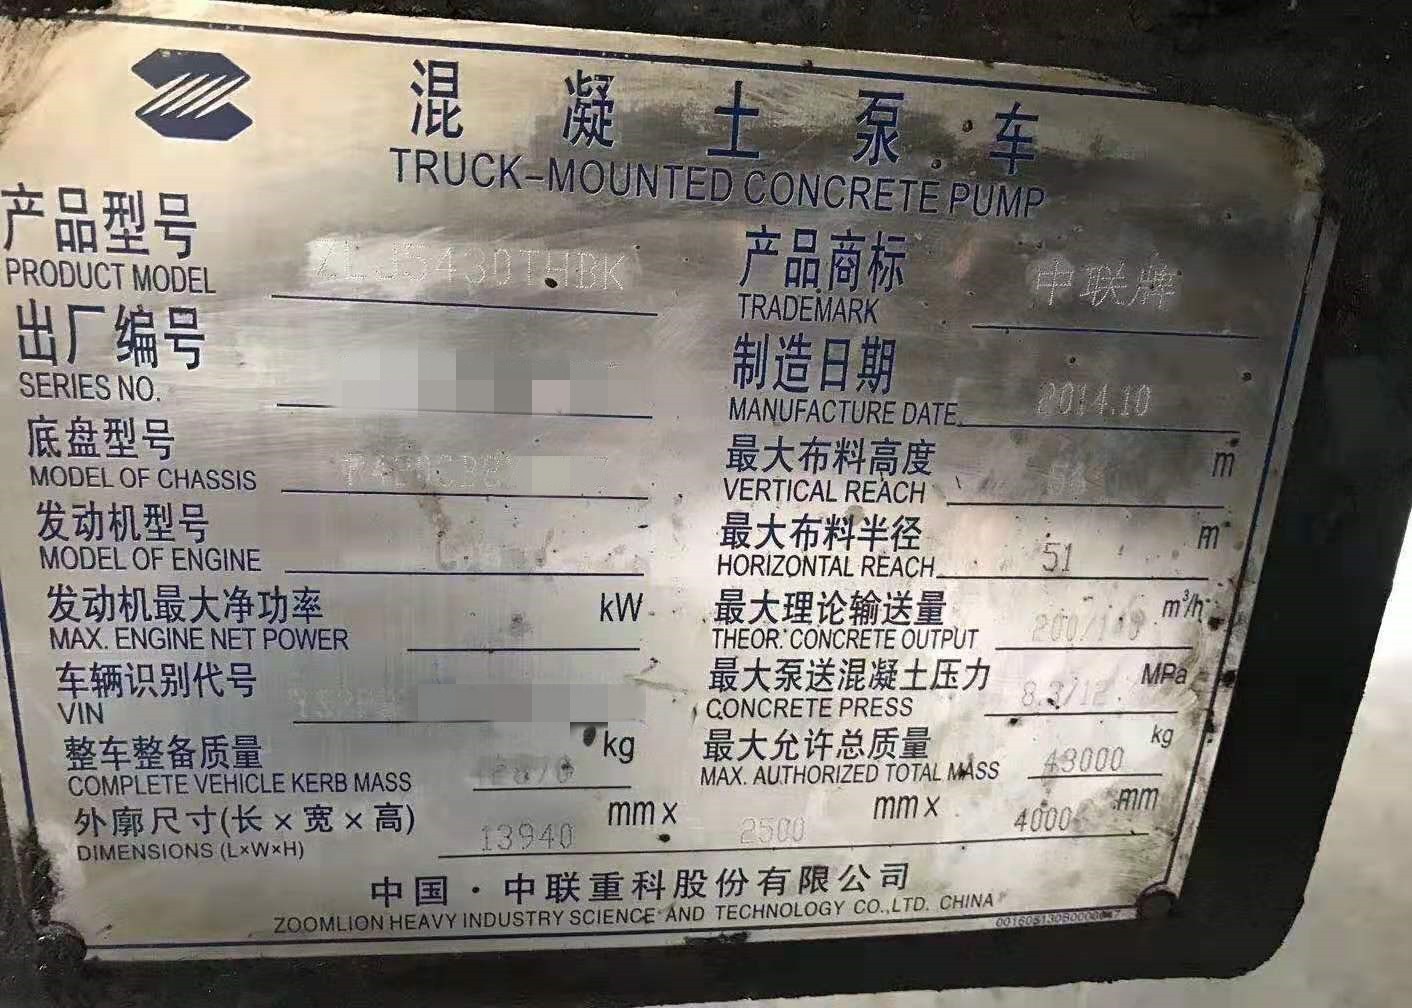 混凝土泵车
TRUCK-MOUNTED CONCRETE PUMP
产品型号 ZLJ5430THBK
PRODUCT MODEL
产品商标 中联牌
TRADEMARK
出厂编号
SERIES NO.
制造日期 2014.10
MANUFACTURE DATE
底盘型号
MODEL OF CHASSIS
最大布料高度 m
VERTICAL REACH
发动机型号
MODEL OF ENGINE
最大布料半径 51 m
HORIZONTAL REACH
发动机最大净功率 kW
MAX. ENGINE NET POWER
最大理论输送量 m³/h
THEOR. CONCRETE OUTPUT
车辆识别代号
VIN
最大泵送混凝土压力 8.3/12 MPa
CONCRETE PRESS
整车整备质量 kg
COMPLETE VEHICLE KERB MASS
最大允许总质量 43000 kg
MAX. AUTHORIZED TOTAL MASS
外廓尺寸(长×宽×高) 13940 mm x 2500 mm x 4000 mm
DIMENSIONS (L×W×H)
中国·中联重科股份有限公司
ZOOMLION HEAVY INDUSTRY SCIENCE AND TECHNOLOGY CO.,LTD. CHINA